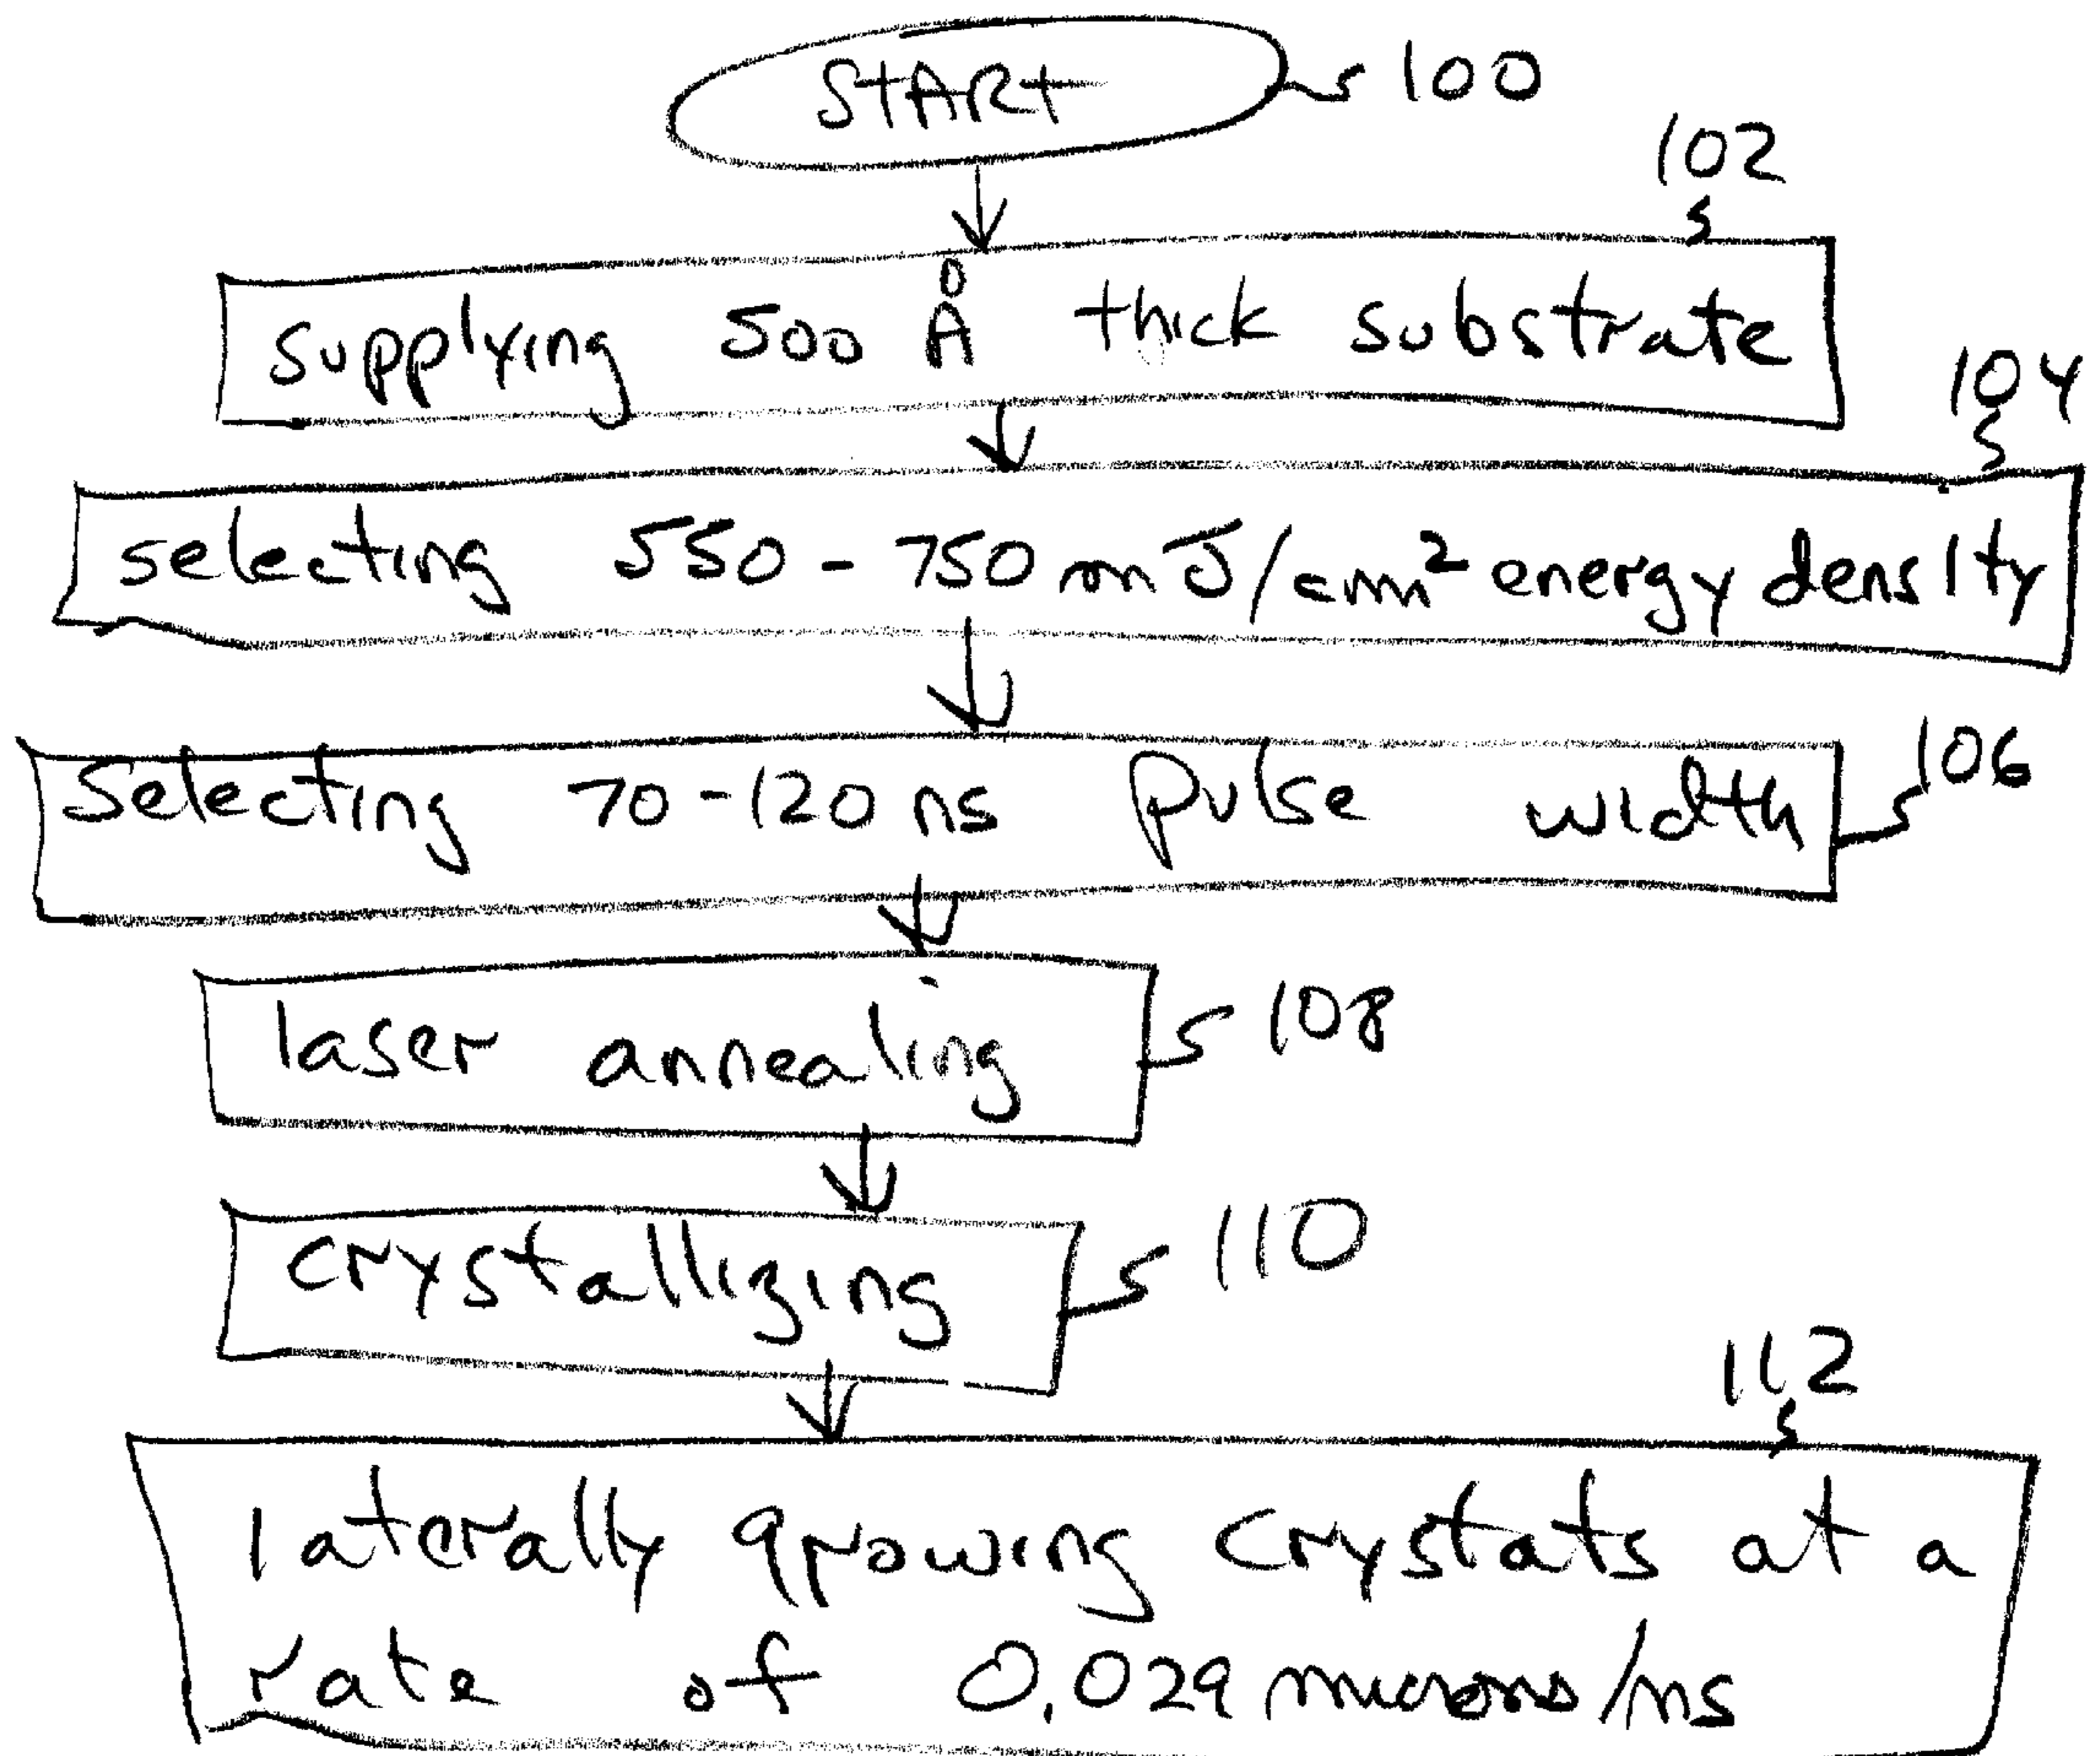 START 100
102
supplying 500 Å thick substrate
104
selecting 550-750 mJ/cm² energy density
Selecting 70-120 ns pulse width 106
laser annealing 108
crystallizing 110
112
laterally growing crystals at a
rate of 0.029 microns/ns